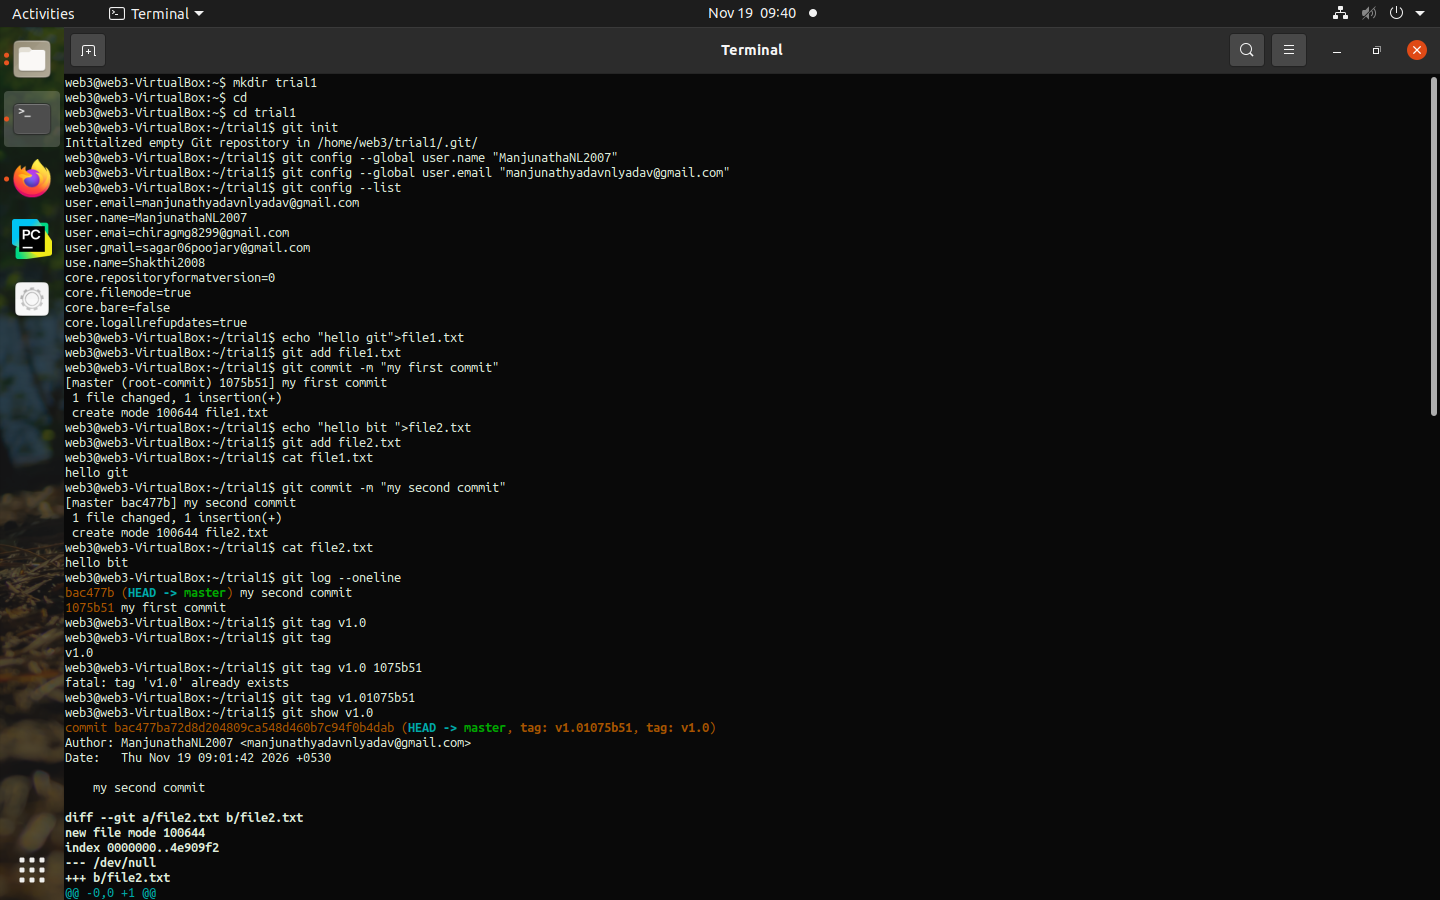 Activities
Terminal
Nov 19 09:40
Terminal
web3@web3-VirtualBox:~$ mkdir trial1
web3@web3-VirtualBox:~$ cd
web3@web3-VirtualBox:~$ cd trial1
web3@web3-VirtualBox:~/trial1$ git init
Initialized empty Git repository in /home/web3/trial1/.git/
web3@web3-VirtualBox:~/trial1$ git config --global user.name "ManjunathaNL2007"
web3@web3-VirtualBox:~/trial1$ git config --global user.email "manjunathyadavnlyadav@gmail.com"
web3@web3-VirtualBox:~/trial1$ git config --list
user.email=manjunathyadavnlyadav@gmail.com
user.name=ManjunathaNL2007
user.emai=chiragmg8299@gmail.com
user.gmail=sagar06poojary@gmail.com
use.name=Shakthi2008
core.repositoryformatversion=0
core.filemode=true
core.bare=false
core.logallrefupdates=true
web3@web3-VirtualBox:~/trial1$ echo "hello git">file1.txt
web3@web3-VirtualBox:~/trial1$ git add file1.txt
web3@web3-VirtualBox:~/trial1$ git commit -m "my first commit"
[master (root-commit) 1075b51] my first commit
 1 file changed, 1 insertion(+)
 create mode 100644 file1.txt
web3@web3-VirtualBox:~/trial1$ echo "hello bit ">file2.txt
web3@web3-VirtualBox:~/trial1$ git add file2.txt
web3@web3-VirtualBox:~/trial1$ cat file1.txt
hello git
web3@web3-VirtualBox:~/trial1$ git commit -m "my second commit"
[master bac477b] my second commit
 1 file changed, 1 insertion(+)
 create mode 100644 file2.txt
web3@web3-VirtualBox:~/trial1$ cat file2.txt
hello bit
web3@web3-VirtualBox:~/trial1$ git log --oneline
bac477b (HEAD -> master) my second commit
1075b51 my first commit
web3@web3-VirtualBox:~/trial1$ git tag v1.0
web3@web3-VirtualBox:~/trial1$ git tag
v1.0
web3@web3-VirtualBox:~/trial1$ git tag v1.0 1075b51
fatal: tag 'v1.0' already exists
web3@web3-VirtualBox:~/trial1$ git tag v1.01075b51
web3@web3-VirtualBox:~/trial1$ git show v1.0
commit bac477ba72d8d204809ca548d460b7c94f0b4dab (HEAD -> master, tag: v1.01075b51, tag: v1.0)
Author: ManjunathaNL2007 <manjunathyadavnlyadav@gmail.com>
Date:   Thu Nov 19 09:01:42 2026 +0530
    my second commit
diff --git a/file2.txt b/file2.txt
new file mode 100644
index 0000000..4e909f2
--- /dev/null
+++ b/file2.txt
@@ -0,0 +1 @@
PC